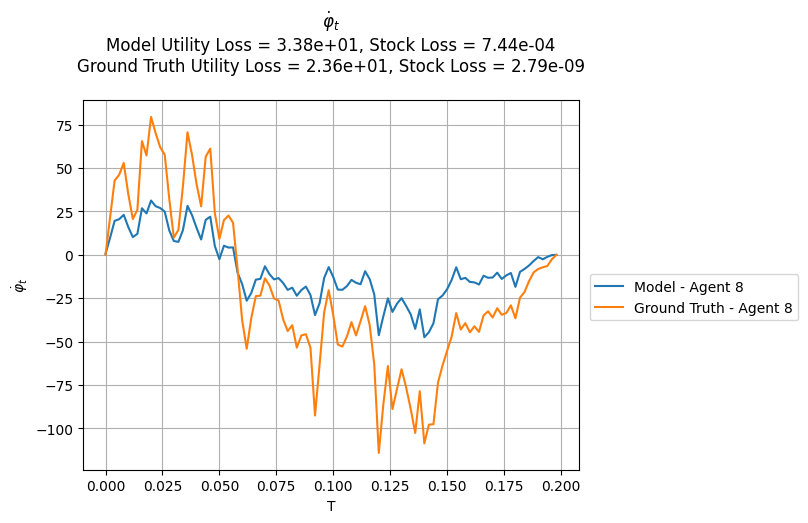 φ̇ₜ
Model Utility Loss = 3.38e+01, Stock Loss = 7.44e-04
Ground Truth Utility Loss = 2.36e+01, Stock Loss = 2.79e-09
75
50
25
0
−25
−50
−75
−100
φ̇ₜ
0.000 0.025 0.050 0.075 0.100 0.125 0.150 0.175 0.200
T
Model - Agent 8
Ground Truth - Agent 8